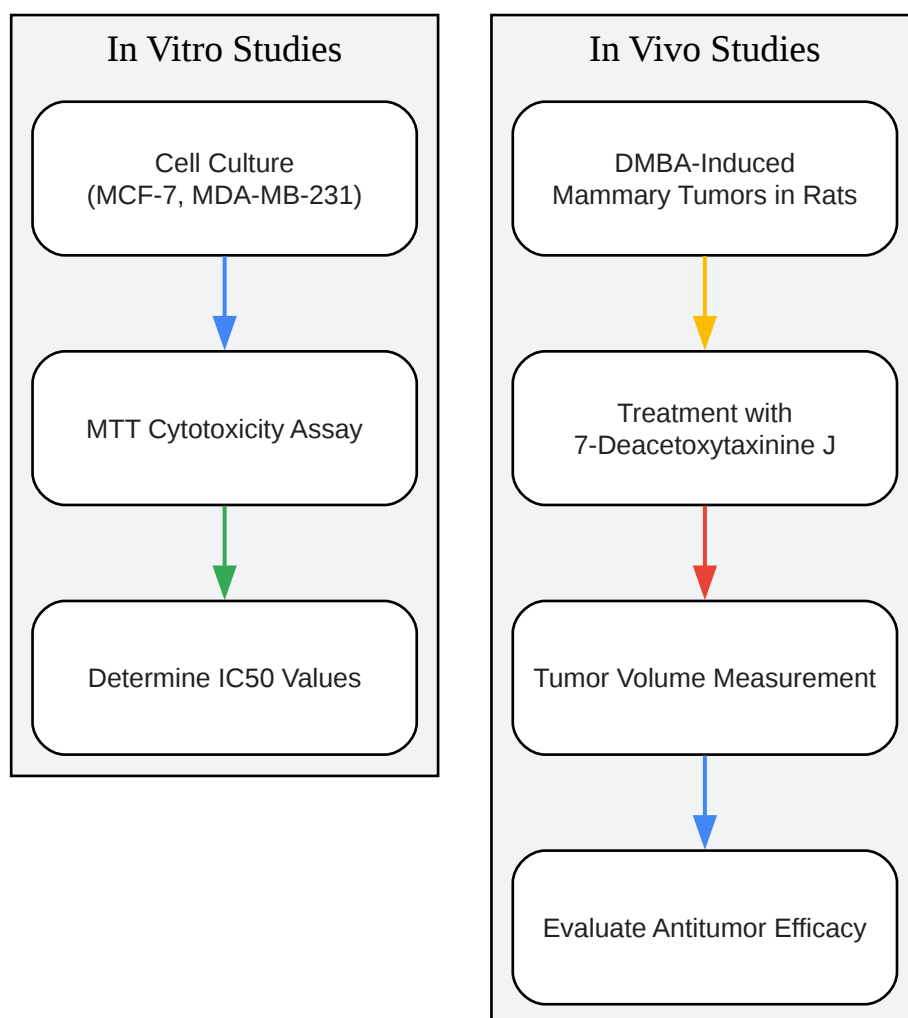 In Vitro Studies
Cell Culture
(MCF-7, MDA-MB-231)
MTT Cytotoxicity Assay
Determine IC50 Values
In Vivo Studies
DMBA-Induced
Mammary Tumors in Rats
Treatment with
7-Deacetoxytaxinine J
Tumor Volume Measurement
Evaluate Antitumor Efficacy